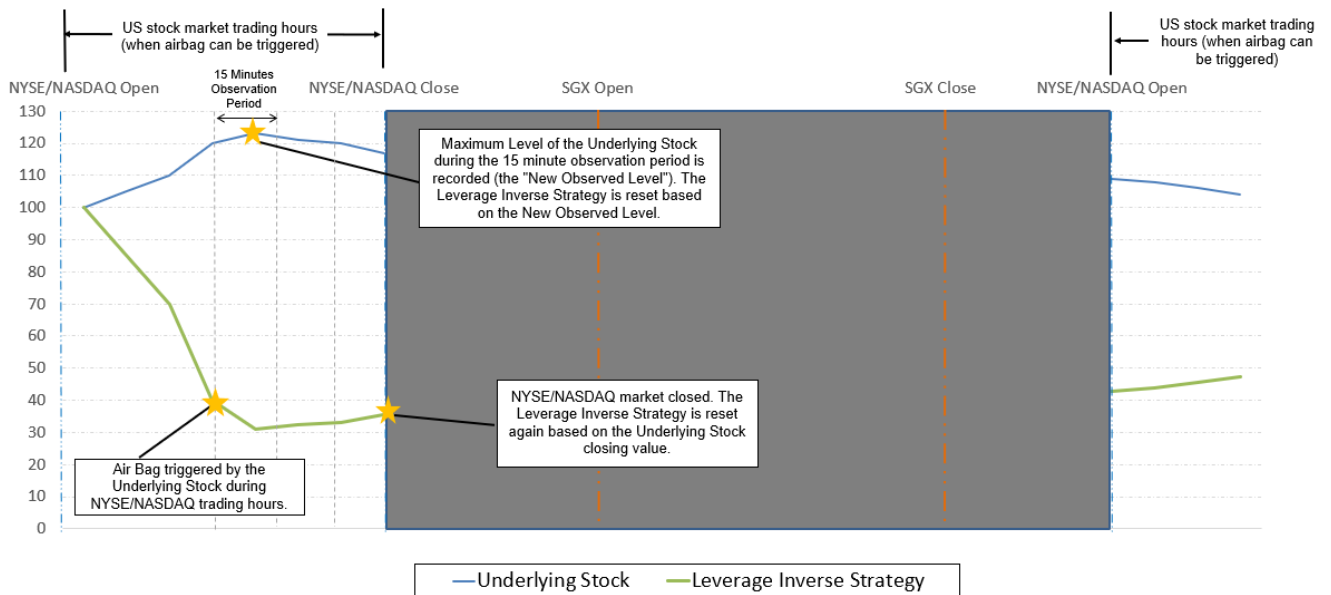 US stock market trading hours
(when airbag can be triggered)
US stock market trading
hours (when airbag can
be triggered)
15 Minutes
Observation
Period
NYSE/NASDAQ Open
NYSE/NASDAQ Close
SGX Open
SGX Close
NYSE/NASDAQ Open
130
120
110
100
90
80
70
60
50
40
30
20
10
0
Maximum Level of the Underlying Stock
during the 15 minute observation period is
recorded (the "New Observed Level"). The
Leverage Inverse Strategy is reset based
on the New Observed Level.
NYSE/NASDAQ market closed. The
Leverage Inverse Strategy is reset
again based on the Underlying Stock
closing value.
Air Bag triggered by the
Underlying Stock during
NYSE/NASDAQ trading hours.
Underlying Stock
Leverage Inverse Strategy